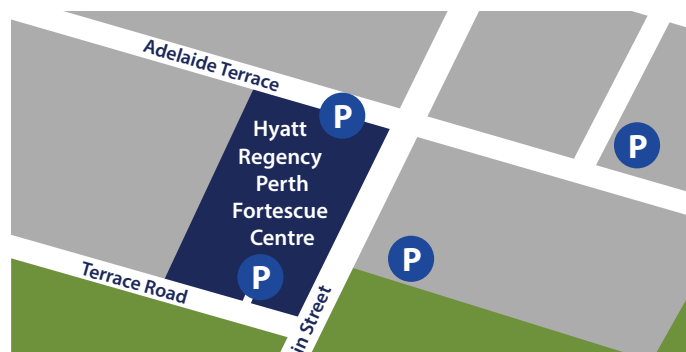 Adelaide Terrace
P
Hyatt
Regency
Perth
Fortescue
Centre
P
P
P
Terrace Road
in Street